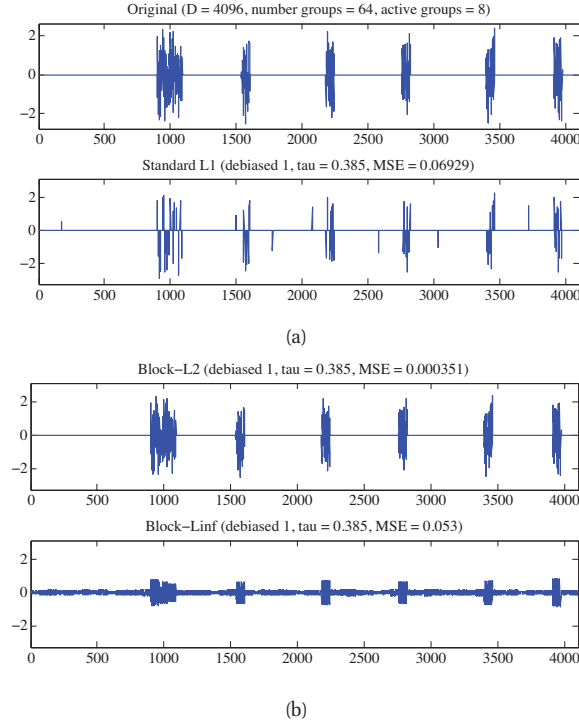 Original (D = 4096, number groups = 64, active groups = 8)
2
0
−2
0 500 1000 1500 2000 2500 3000 3500 4000
Standard L1 (debiased 1, tau = 0.385, MSE = 0.06929)
2
0
−2
0 500 1000 1500 2000 2500 3000 3500 4000
(a)
Block−L2 (debiased 1, tau = 0.385, MSE = 0.000351)
2
0
−2
0 500 1000 1500 2000 2500 3000 3500 4000
Block−Linf (debiased 1, tau = 0.385, MSE = 0.053)
2
0
−2
0 500 1000 1500 2000 2500 3000 3500 4000
(b)